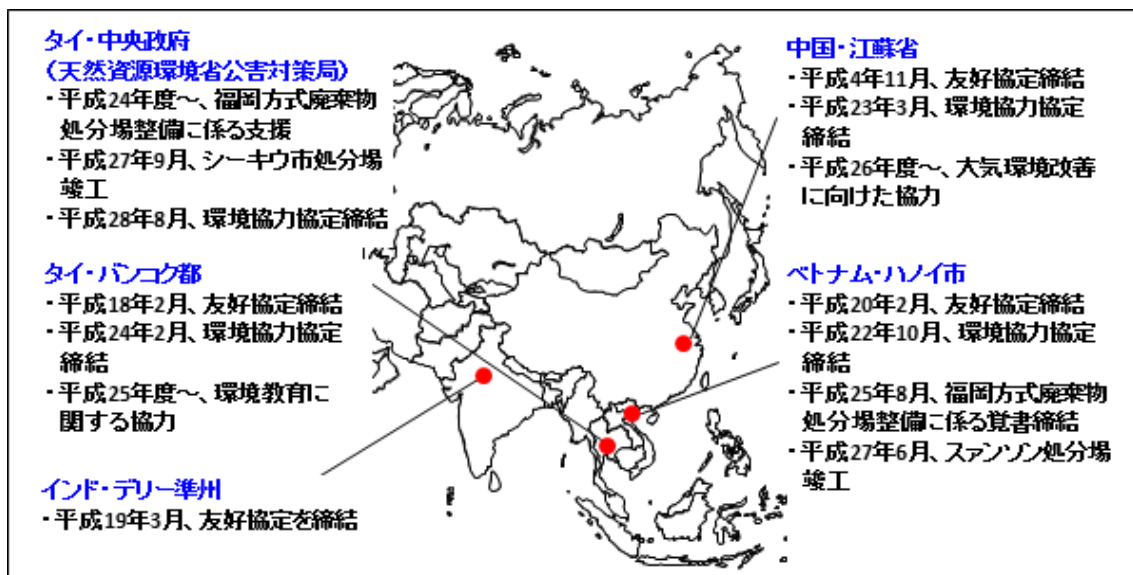 タイ・中央政府
(天然資源環境省公害対策局)
・平成24年度~、福岡方式廃棄物
処分場整備に係る支援
・平成27年9月、シーキウ市処分場
竣工
・平成28年8月、環境協力協定締結
タイ・バンコク都
・平成18年2月、友好協定締結
・平成24年2月、環境協力協定
締結
・平成25年度~、環境教育に
関する協力
インド・デリー準州
・平成19年3月、友好協定を締結
中国・江蘇省
・平成4年11月、友好協定締結
・平成23年3月、環境協力協定
締結
・平成26年度~、大気環境改善
に向けた協力
ベトナム・ハノイ市
・平成20年2月、友好協定締結
・平成22年10月、環境協力協定
締結
・平成25年8月、福岡方式廃棄物
処分場整備に係る覚書締結
・平成27年6月、スァンソン処分場
竣工